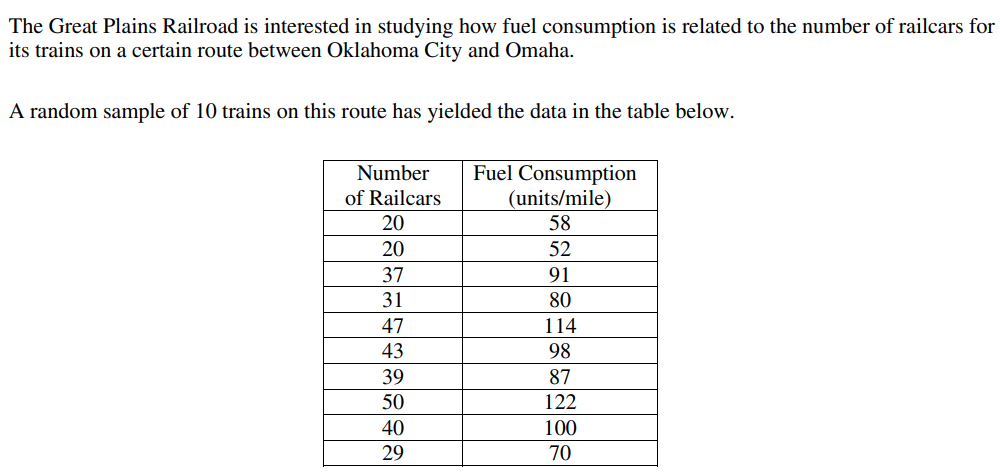 The Great Plains Railroad is interested in studying how fuel consumption is related to the number of railcars for
its trains on a certain route between Oklahoma City and Omaha.
A random sample of 10 trains on this route has yielded the data in the table below.
Number Fuel Consumption
of Railcars (units/mile)
20 58
20 52
37 91
31 80
47 114
43 98
39 87
50 122
40 100
29 70